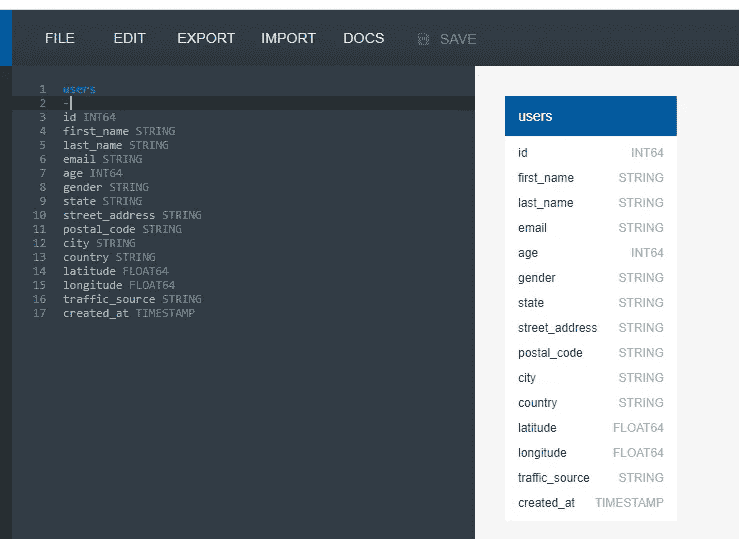 FILE EDIT EXPORT IMPORT DOCS SAVE
1 users
2 -
3 id INT64
4 first_name STRING
5 last_name STRING
6 email STRING
7 age INT64
8 gender STRING
9 state STRING
10 street_address STRING
11 postal_code STRING
12 city STRING
13 country STRING
14 latitude FLOAT64
15 longitude FLOAT64
16 traffic_source STRING
17 created_at TIMESTAMP
users
id INT64
first_name STRING
last_name STRING
email STRING
age INT64
gender STRING
state STRING
street_address STRING
postal_code STRING
city STRING
country STRING
latitude FLOAT64
longitude FLOAT64
traffic_source STRING
created_at TIMESTAMP